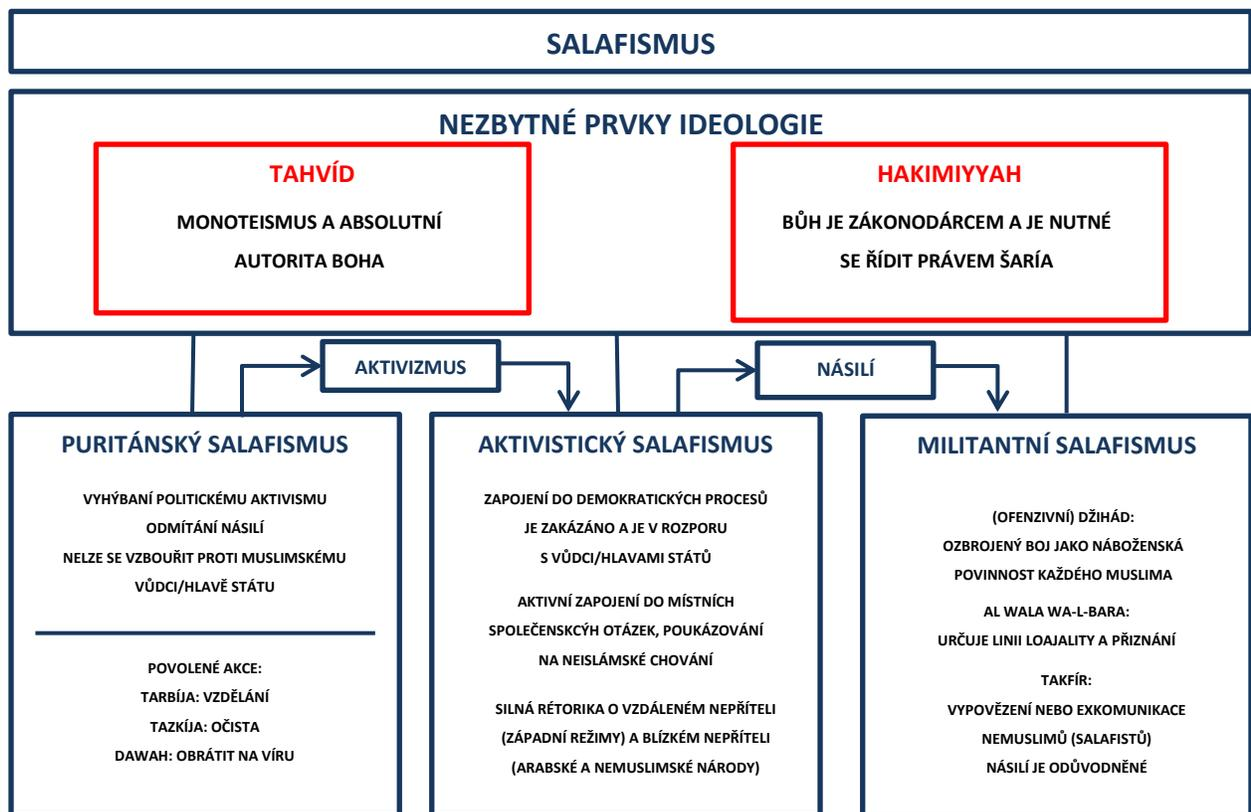 SALAFISMUS
NEZBYTNÉ PRVKY IDEOLOGIE
TAHVÍD
MONOTEISMUS A ABSOLUTNÍ
AUTORITA BOHA
HAKIMIYYAH
BŮH JE ZÁKONODÁRCEM A JE NUTNÉ
SE ŘÍDIT PRÁVEM ŠARÍA
AKTIVIZMUS
NÁSILÍ
PURITÁNSKÝ SALAFISMUS
VYHÝBANÍ POLITICKÉMU AKTIVISMU
ODMÍTÁNÍ NÁSILÍ
NELZE SE VZBOUŘIT PROTI MUSLIMSKÉMU
VŮDCI/HLAVĚ STÁTU
POVOLENÉ AKCE:
TARBÍJA: VZDĚLÁNÍ
TAZKÍJA: OČISTA
DAWAH: OBRÁTIT NA VÍRU
AKTIVISTICKÝ SALAFISMUS
ZAPOJENÍ DO DEMOKRATICKÝCH PROCESŮ
JE ZAKÁZÁNO A JE V ROZPORU
S VŮDCI/HLAVAMI STÁTŮ
AKTIVNÍ ZAPOJENÍ DO MÍSTNÍCH
SPOLEČENSKCÝH OTÁZEK, POUKÁZOVÁNÍ
NA NEISLÁMSKÉ CHOVÁNÍ
SILNÁ RÉTORIKA O VZDÁLENÉM NEPŘÍTELI
(ZÁPADNÍ REŽIMY) A BLÍZKÉM NEPŘÍTELI
(ARABSKÉ A NEMUSLIMSKÉ NÁRODY)
MILITANTNÍ SALAFISMUS
(OFENZIVNÍ) DŽIHÁD:
OZBROJENÝ BOJ JAKO NÁBOŽENSKÁ
POVINNOST KAŽDÉHO MUSLIMA
AL WALA WA-L-BARA:
URČUJE LINII LOAJALITY A PŘIZNÁNÍ
TAKFÍR:
VYPOVĚZENÍ NEBO EXKOMUNIKACE
NEMUSLIMŮ (SALAFISTŮ)
NÁSILÍ JE ODŮVODNĚNÉ